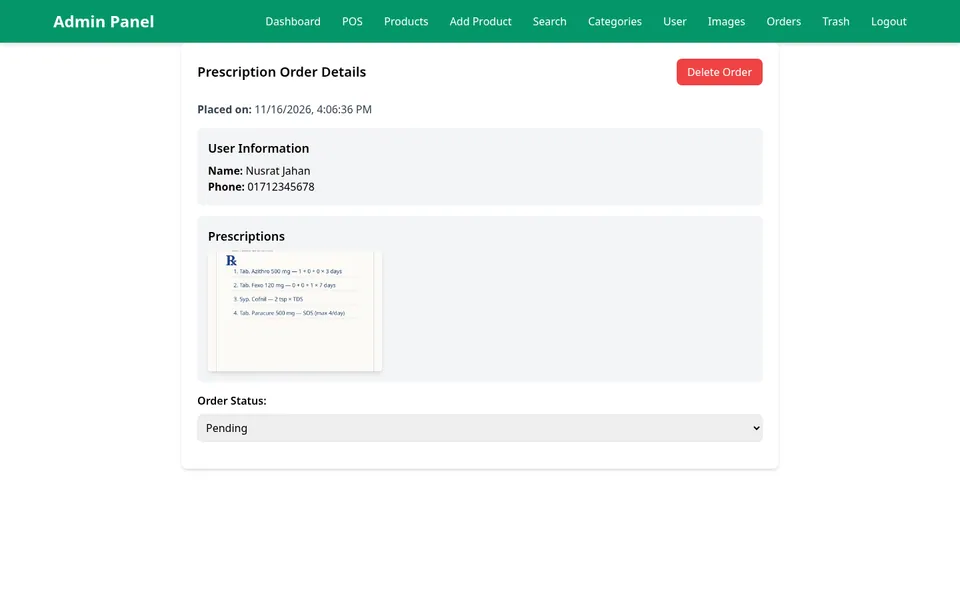 Admin Panel
Dashboard POS Products Add Product Search Categories User Images Orders Trash Logout
Prescription Order Details
Delete Order
Placed on: 11/16/2026, 4:06:36 PM
User Information
Name: Nusrat Jahan
Phone: 01712345678
Prescriptions
℞
1. Tab. Azithro 500 mg — 1 + 0 + 0 × 3 days
2. Tab. Fexo 120 mg — 0 + 0 + 1 × 7 days
3. Syp. Cofnil — 2 tsp × TDS
4. Tab. Paracure 500 mg — SOS (max 4/day)
Order Status:
Pending